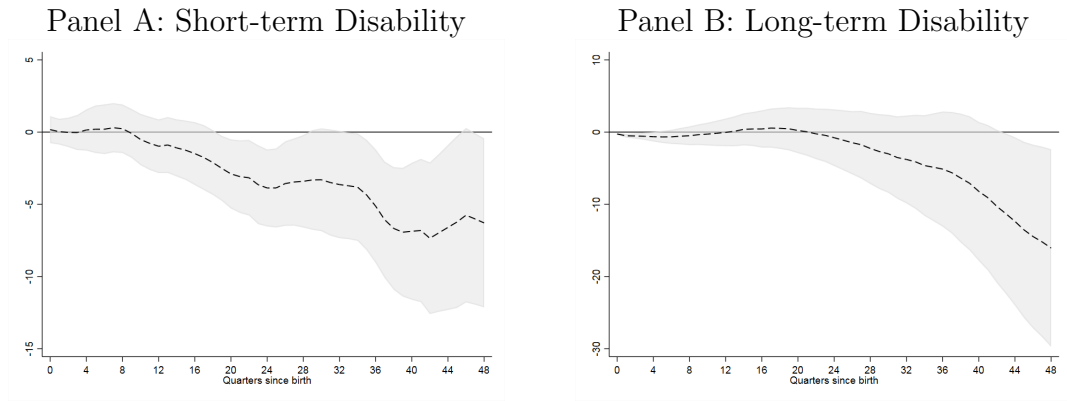 Panel A: Short-term Disability
5
0
-5
-10
-15
0 4 8 12 16 20 24 28 32 36 40 44 48
Quarters since birth
Panel B: Long-term Disability
10
0
-10
-20
-30
0 4 8 12 16 20 24 28 32 36 40 44 48
Quarters since birth